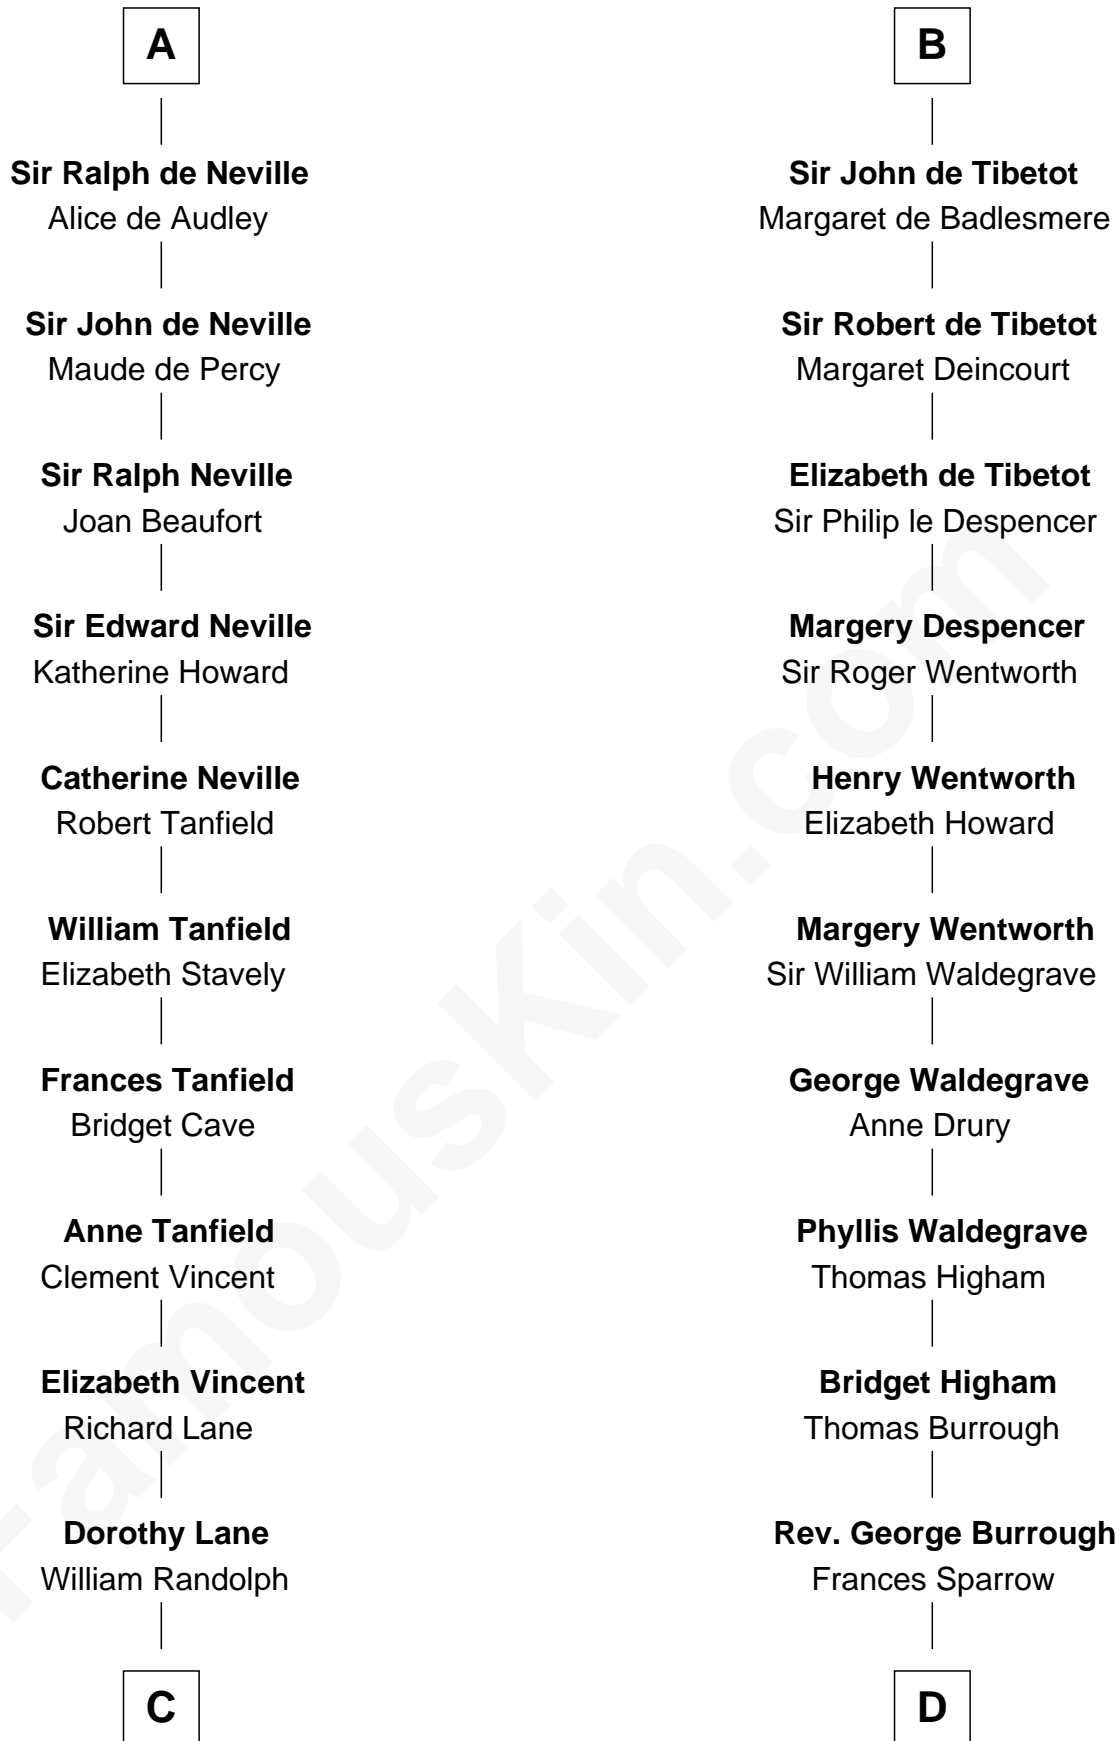 A
Sir Ralph de Neville
Alice de Audley
Sir John de Neville
Maude de Percy
Sir Ralph Neville
Joan Beaufort
Sir Edward Neville
Katherine Howard
Catherine Neville
Robert Tanfield
William Tanfield
Elizabeth Stavely
Frances Tanfield
Bridget Cave
Anne Tanfield
Clement Vincent
Elizabeth Vincent
Richard Lane
Dorothy Lane
William Randolph
C
B
Sir John de Tibetot
Margaret de Badlesmere
Sir Robert de Tibetot
Margaret Deincourt
Elizabeth de Tibetot
Sir Philip le Despencer
Margery Despencer
Sir Roger Wentworth
Henry Wentworth
Elizabeth Howard
Margery Wentworth
Sir William Waldegrave
George Waldegrave
Anne Drury
Phyllis Waldegrave
Thomas Higham
Bridget Higham
Thomas Burrough
Rev. George Burrough
Frances Sparrow
D
FamousKin.com